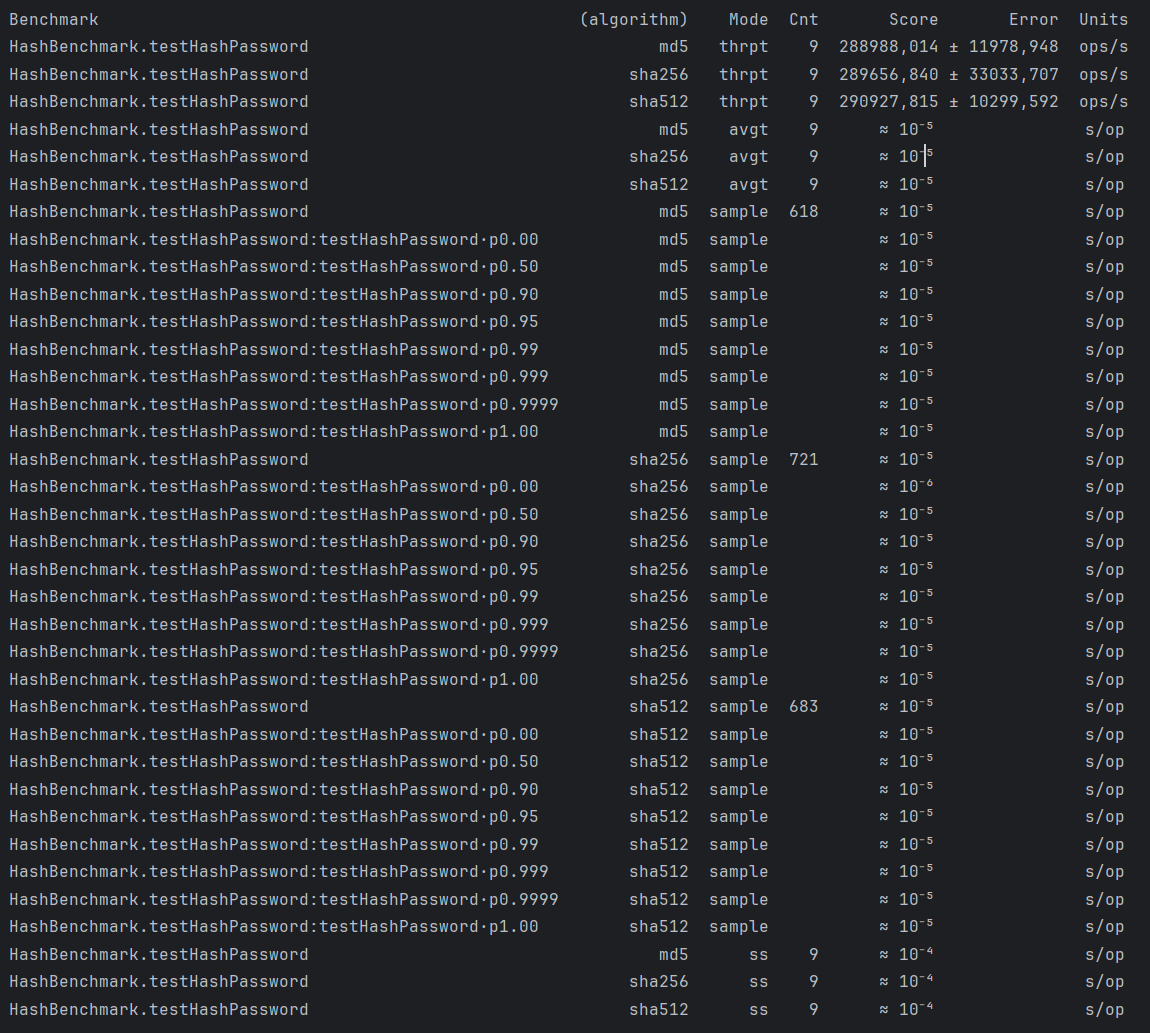 Benchmark (algorithm) Mode Cnt Score Error Units
HashBenchmark.testHashPassword md5 thrpt 9 288988,014 ± 11978,948 ops/s
HashBenchmark.testHashPassword sha256 thrpt 9 289656,840 ± 33033,707 ops/s
HashBenchmark.testHashPassword sha512 thrpt 9 290927,815 ± 10299,592 ops/s
HashBenchmark.testHashPassword md5 avgt 9 ≈ 10⁻⁵ s/op
HashBenchmark.testHashPassword sha256 avgt 9 ≈ 10⁻⁵ s/op
HashBenchmark.testHashPassword sha512 avgt 9 ≈ 10⁻⁵ s/op
HashBenchmark.testHashPassword md5 sample 618 ≈ 10⁻⁵ s/op
HashBenchmark.testHashPassword:testHashPassword·p0.00 md5 sample ≈ 10⁻⁵ s/op
HashBenchmark.testHashPassword:testHashPassword·p0.50 md5 sample ≈ 10⁻⁵ s/op
HashBenchmark.testHashPassword:testHashPassword·p0.90 md5 sample ≈ 10⁻⁵ s/op
HashBenchmark.testHashPassword:testHashPassword·p0.95 md5 sample ≈ 10⁻⁵ s/op
HashBenchmark.testHashPassword:testHashPassword·p0.99 md5 sample ≈ 10⁻⁵ s/op
HashBenchmark.testHashPassword:testHashPassword·p0.999 md5 sample ≈ 10⁻⁵ s/op
HashBenchmark.testHashPassword:testHashPassword·p0.9999 md5 sample ≈ 10⁻⁵ s/op
HashBenchmark.testHashPassword:testHashPassword·p1.00 md5 sample ≈ 10⁻⁵ s/op
HashBenchmark.testHashPassword sha256 sample 721 ≈ 10⁻⁵ s/op
HashBenchmark.testHashPassword:testHashPassword·p0.00 sha256 sample ≈ 10⁻⁶ s/op
HashBenchmark.testHashPassword:testHashPassword·p0.50 sha256 sample ≈ 10⁻⁵ s/op
HashBenchmark.testHashPassword:testHashPassword·p0.90 sha256 sample ≈ 10⁻⁵ s/op
HashBenchmark.testHashPassword:testHashPassword·p0.95 sha256 sample ≈ 10⁻⁵ s/op
HashBenchmark.testHashPassword:testHashPassword·p0.99 sha256 sample ≈ 10⁻⁵ s/op
HashBenchmark.testHashPassword:testHashPassword·p0.999 sha256 sample ≈ 10⁻⁵ s/op
HashBenchmark.testHashPassword:testHashPassword·p0.9999 sha256 sample ≈ 10⁻⁵ s/op
HashBenchmark.testHashPassword:testHashPassword·p1.00 sha256 sample ≈ 10⁻⁵ s/op
HashBenchmark.testHashPassword sha512 sample 683 ≈ 10⁻⁵ s/op
HashBenchmark.testHashPassword:testHashPassword·p0.00 sha512 sample ≈ 10⁻⁵ s/op
HashBenchmark.testHashPassword:testHashPassword·p0.50 sha512 sample ≈ 10⁻⁵ s/op
HashBenchmark.testHashPassword:testHashPassword·p0.90 sha512 sample ≈ 10⁻⁵ s/op
HashBenchmark.testHashPassword:testHashPassword·p0.95 sha512 sample ≈ 10⁻⁵ s/op
HashBenchmark.testHashPassword:testHashPassword·p0.99 sha512 sample ≈ 10⁻⁵ s/op
HashBenchmark.testHashPassword:testHashPassword·p0.999 sha512 sample ≈ 10⁻⁵ s/op
HashBenchmark.testHashPassword:testHashPassword·p0.9999 sha512 sample ≈ 10⁻⁵ s/op
HashBenchmark.testHashPassword:testHashPassword·p1.00 sha512 sample ≈ 10⁻⁵ s/op
HashBenchmark.testHashPassword md5 ss 9 ≈ 10⁻⁴ s/op
HashBenchmark.testHashPassword sha256 ss 9 ≈ 10⁻⁴ s/op
HashBenchmark.testHashPassword sha512 ss 9 ≈ 10⁻⁴ s/op